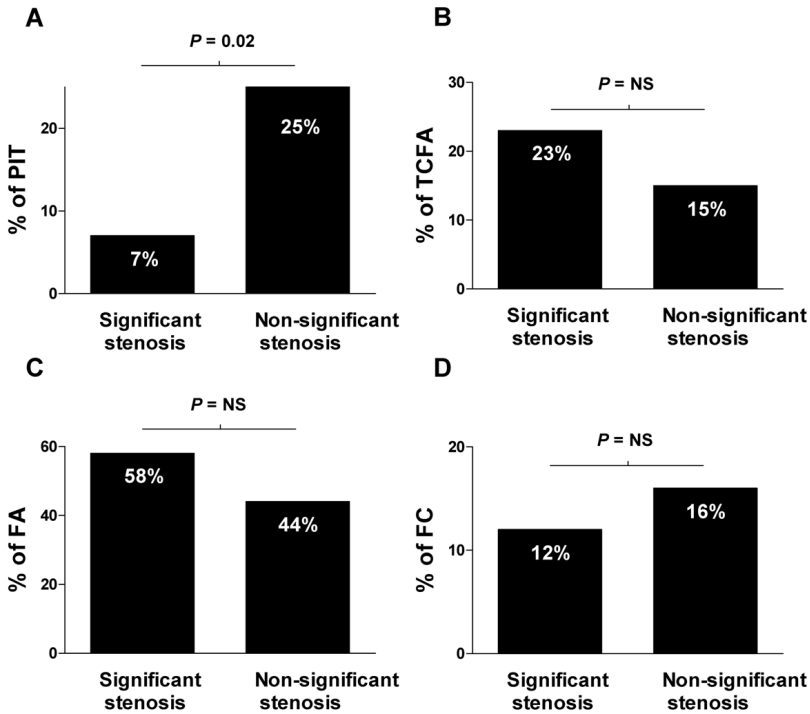 A
P = 0.02
% of PIT
20
10
0
25%
7%
Significant
stenosis
Non-significant
stenosis
B
P = NS
% of TCFA
30
20
10
0
23%
15%
Significant
stenosis
Non-significant
stenosis
C
P = NS
% of FA
60
40
20
0
58%
44%
Significant
stenosis
Non-significant
stenosis
D
P = NS
% of FC
20
10
0
12%
16%
Significant
stenosis
Non-significant
stenosis